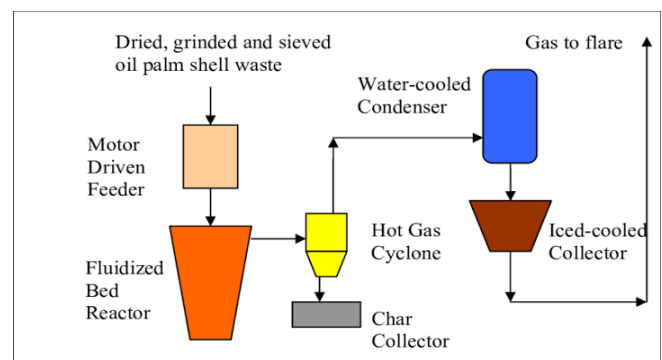 Dried, grinded and sieved
oil palm shell waste
Gas to flare
Water-cooled
Condenser
Motor
Driven
Feeder
Hot Gas
Cyclone
Iced-cooled
Collector
Fluidized
Bed
Reactor
Char
Collector